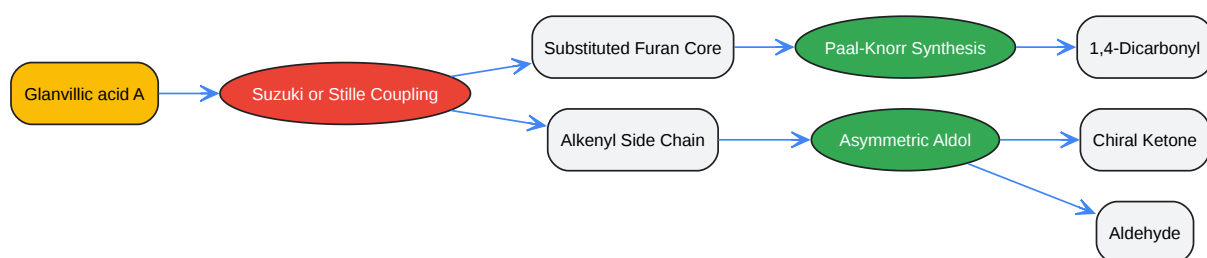 Glanvillic acid A
Suzuki or Stille Coupling
Substituted Furan Core
Paal-Knorr Synthesis
1,4-Dicarbonyl
Alkenyl Side Chain
Asymmetric Aldol
Chiral Ketone
Aldehyde